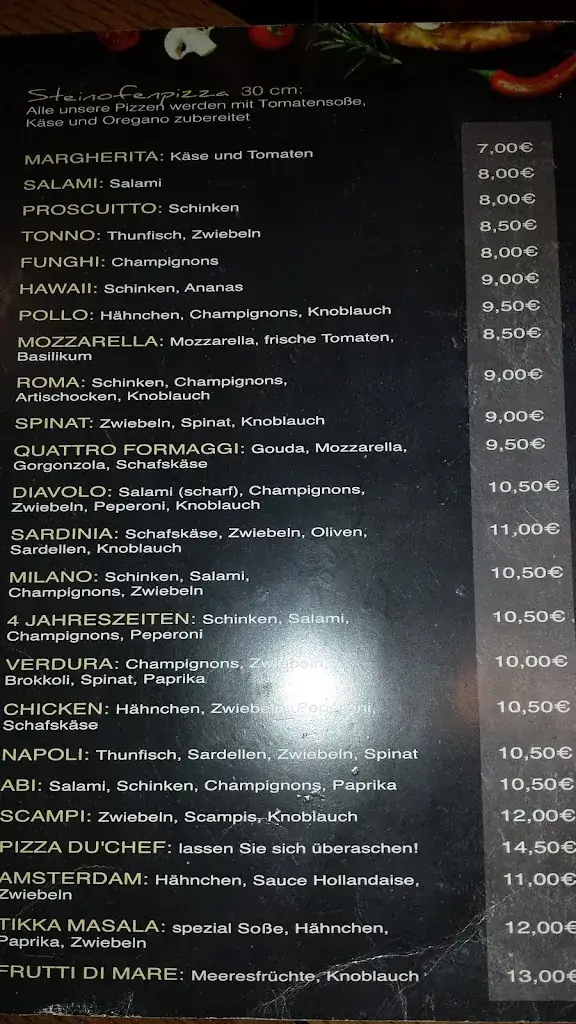 Steinofenpizza 30 cm:
Alle unsere Pizzen werden mit Tomatensoße,
Käse und Oregano zubereitet
MARGHERITA: Käse und Tomaten 7,00€
SALAMI: Salami 8,00€
PROSCUITTO: Schinken 8,00€
TONNO: Thunfisch, Zwiebeln 8,50€
FUNGHI: Champignons 8,00€
HAWAII: Schinken, Ananas 9,00€
POLLO: Hähnchen, Champignons, Knoblauch 9,50€
MOZZARELLA: Mozzarella, frische Tomaten, 8,50€
Basilikum
ROMA: Schinken, Champignons, 9,00€
Artischocken, Knoblauch
SPINAT: Zwiebeln, Spinat, Knoblauch 9,00€
QUATTRO FORMAGGI: Gouda, Mozzarella, 9,50€
Gorgonzola, Schafskäse
DIAVOLO: Salami (scharf), Champignons, 10,50€
Zwiebeln, Peperoni, Knoblauch
SARDINIA: Schafskäse, Zwiebeln, Oliven, 11,00€
Sardellen, Knoblauch
MILANO: Schinken, Salami, 10,50€
Champignons, Zwiebeln
4 JAHRESZEITEN: Schinken, Salami, 10,50€
Champignons, Peperoni
VERDURA: Champignons, Zwiebeln, 10,00€
Brokkoli, Spinat, Paprika
CHICKEN: Hähnchen, Zwiebeln, Peperoni, 10,50€
Schafskäse
NAPOLI: Thunfisch, Sardellen, Zwiebeln, Spinat 10,50€
ABI: Salami, Schinken, Champignons, Paprika 10,50€
SCAMPI: Zwiebeln, Scampis, Knoblauch 12,00€
PIZZA DU'CHEF: lassen Sie sich überaschen! 14,50€
AMSTERDAM: Hähnchen, Sauce Hollandaise, 11,00€
Zwiebeln
TIKKA MASALA: spezial Soße, Hähnchen, 12,00€
Paprika, Zwiebeln
FRUTTI DI MARE: Meeresfrüchte, Knoblauch 13,00€